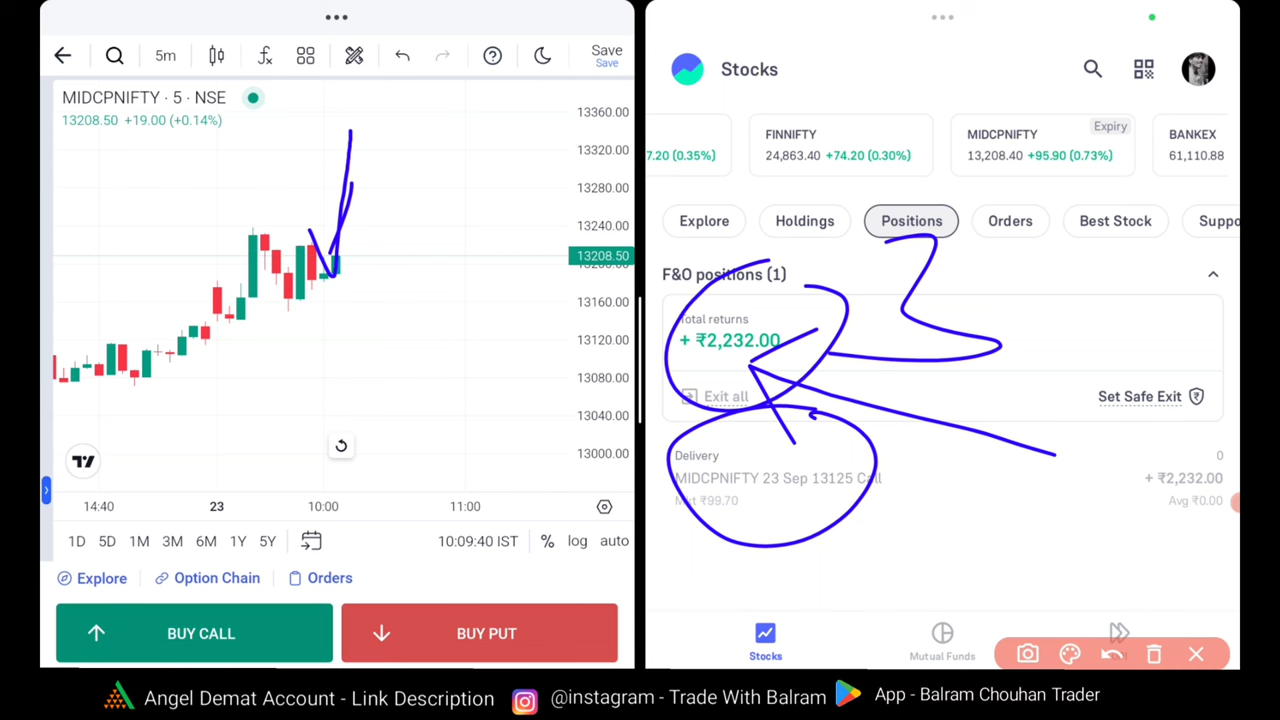 5m
Save
Save
MIDCPNIFTY · 5 · NSE
13208.50 +19.00 (+0.14%)
13360.00
13320.00
13280.00
13240.00
13208.50
13160.00
13120.00
13080.00
13040.00
13000.00
14:40 23 10:00 11:00
1D 5D 1M 3M 6M 1Y 5Y 10:09:40 IST % log auto
Explore Option Chain Orders
BUY CALL BUY PUT
Stocks
7.20 (0.35%)
FINNIFTY
24,863.40 +74.20 (0.30%)
MIDCPNIFTY Expiry
13,208.40 +95.90 (0.73%)
BANKEX
61,110.88
Explore Holdings Positions Orders Best Stock Suppo
F&O positions (1)
Total returns
+ ₹2,232.00
Exit all Set Safe Exit
Delivery 0
MIDCPNIFTY 23 Sep 13125 Call + ₹2,232.00
Mkt ₹99.70 Avg ₹0.00
Stocks Mutual Funds
Angel Demat Account - Link Description @instagram - Trade With Balram App - Balram Chouhan Trader